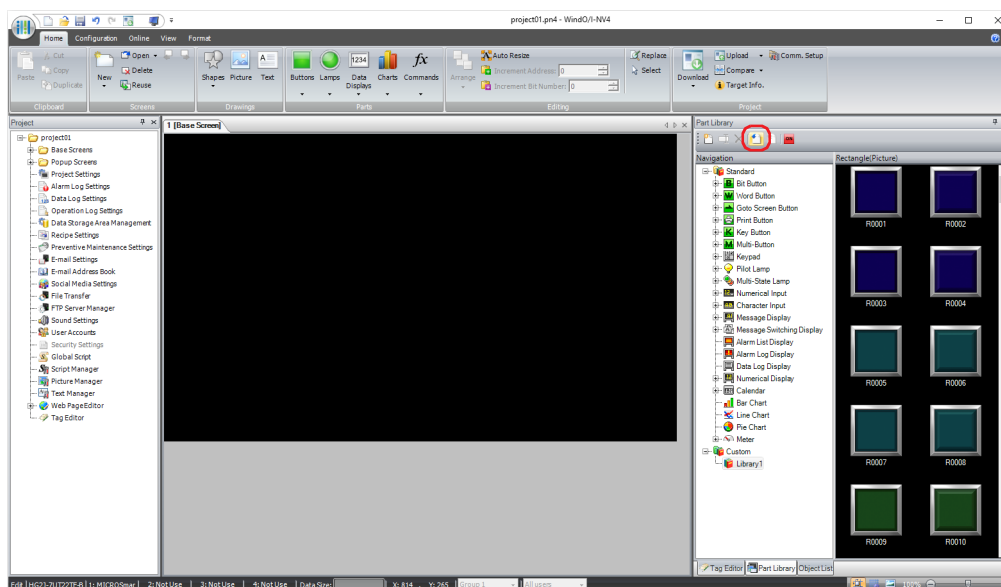 project01.pn4 - WindO/I-NV4
Home Configuration Online View Format
Cut
Copy
Duplicate
Paste
Clipboard
New
Open
Delete
Reuse
Screens
Shapes Picture Text
Drawings
1234
Buttons Lamps Data Displays Charts Commands
Parts
Arrange
Auto Resize
Increment Address: 0
Increment Bit Number: 0
Replace
Select
Editing
Download
Upload
Compare
Target Info.
Comm. Setup
Project
Project
project01
Base Screens
Popup Screens
Project Settings
Alarm Log Settings
Data Log Settings
Operation Log Settings
Data Storage Area Management
Recipe Settings
Preventive Maintenance Settings
E-mail Settings
E-mail Address Book
Social Media Settings
File Transfer
FTP Server Manager
Sound Settings
User Accounts
Security Settings
Global Script
Script Manager
Picture Manager
Text Manager
Web PageEditor
Tag Editor
1 [Base Screen]
Part Library
Navigation
Standard
Bit Button
Word Button
Goto Screen Button
Print Button
Key Button
Multi-Button
Keypad
Pilot Lamp
Multi-State Lamp
Numerical Input
Character Input
Message Display
Message Switching Display
Alarm List Display
Alarm Log Display
Data Log Display
Numerical Display
Calendar
Bar Chart
Line Chart
Pie Chart
Meter
Custom
Library1
Rectangle(Picture)
R0001 R0002
R0003 R0004
R0005 R0006
R0007 R0008
R0009 R0010
Tag Editor Part Library Object List
Edit HG2J-7UT22TF-B 1: MICROSmar 2: Not Use 3: Not Use 4: Not Use Data Size: X: 814 , Y: 265 Group 1 All users 100%